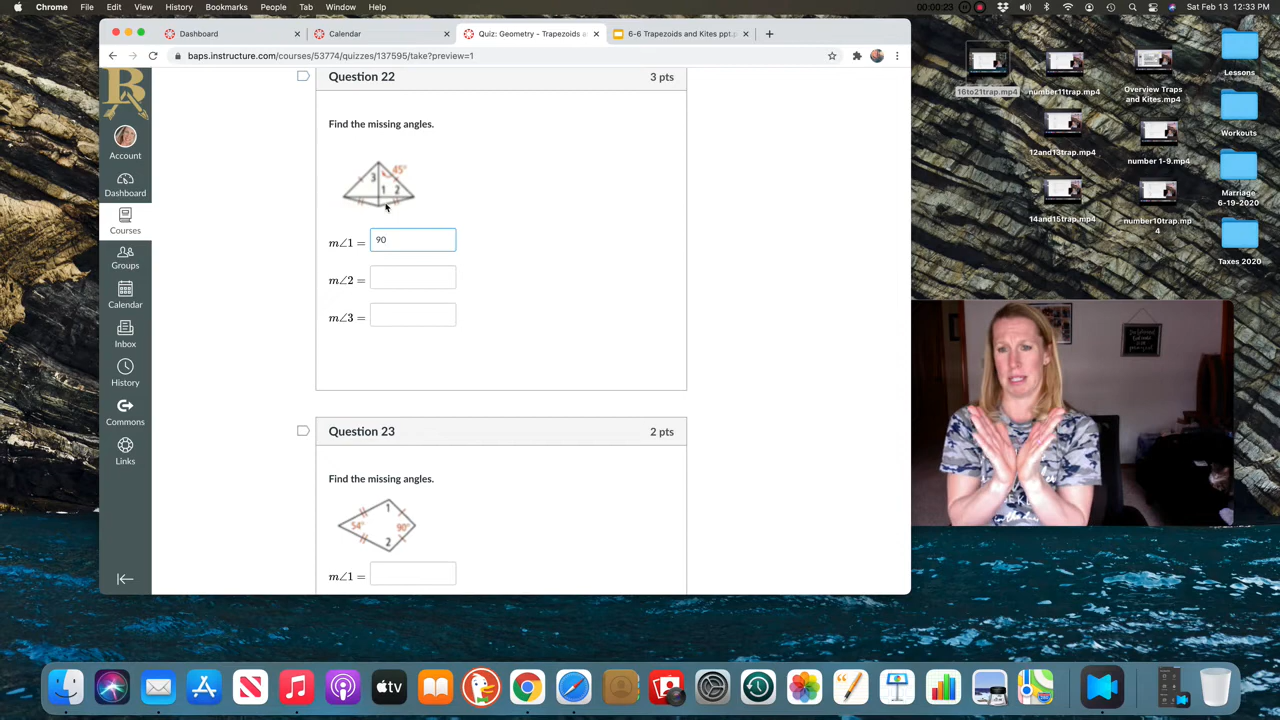 Chrome File Edit View History Bookmarks People Tab Window Help
00:00:23 Sat Feb 13 12:33 PM
Dashboard
Calendar
Quiz: Geometry - Trapezoids a
6-6 Trapezoids and Kites ppt.p
baps.instructure.com/courses/53774/quizzes/137595/take?preview=1
Account
Dashboard
Courses
Groups
Calendar
Inbox
History
Commons
Links
Question 22 3 pts
Find the missing angles.
3 45°
1 2
m∠1 = 90
m∠2 =
m∠3 =
Question 23 2 pts
Find the missing angles.
1
54° 90°
2
m∠1 =
16to21trap.mp4
number11trap.mp4
Overview Traps and Kites.mp4
12and13trap.mp4
number 1-9.mp4
14and15trap.mp4
number10trap.mp4
Lessons
Workouts
Marriage 6-19-2020
Taxes 2020
tv